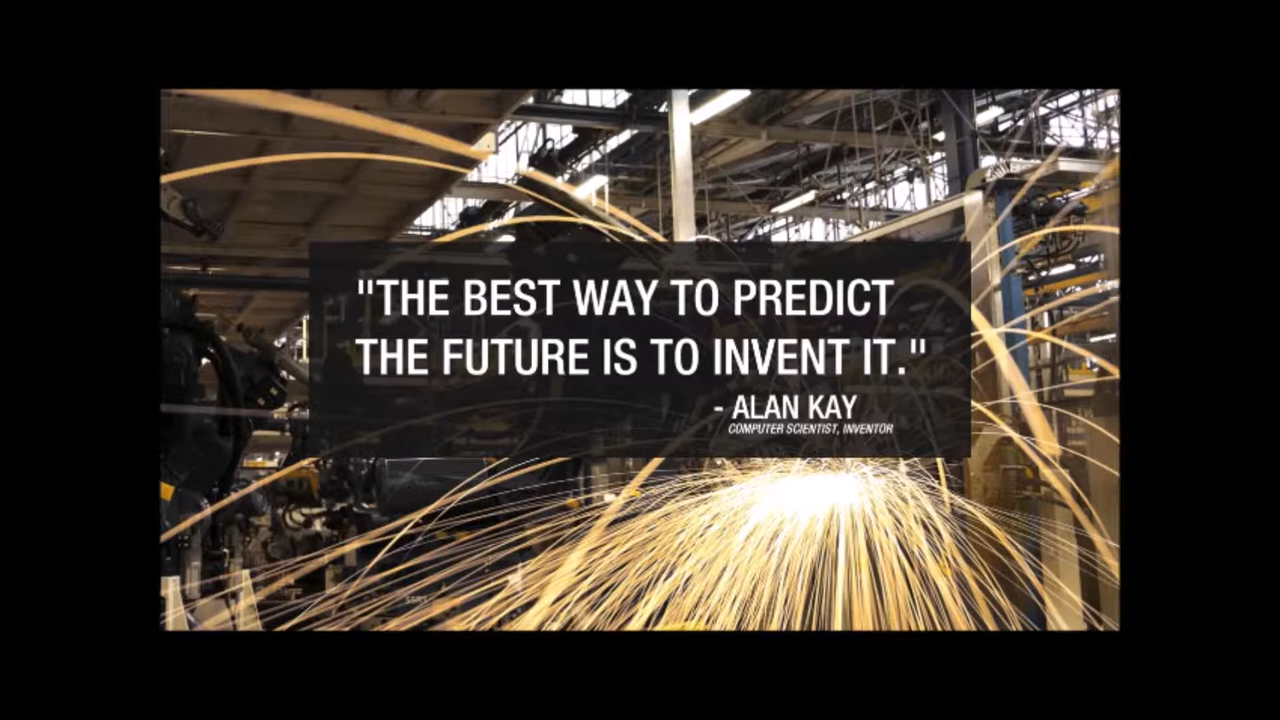 "THE BEST WAY TO PREDICT
THE FUTURE IS TO INVENT IT."
- ALAN KAY
COMPUTER SCIENTIST, INVENTOR